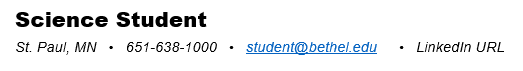 Science Student
St. Paul, MN • 651-638-1000 • student@bethel.edu • LinkedIn URL